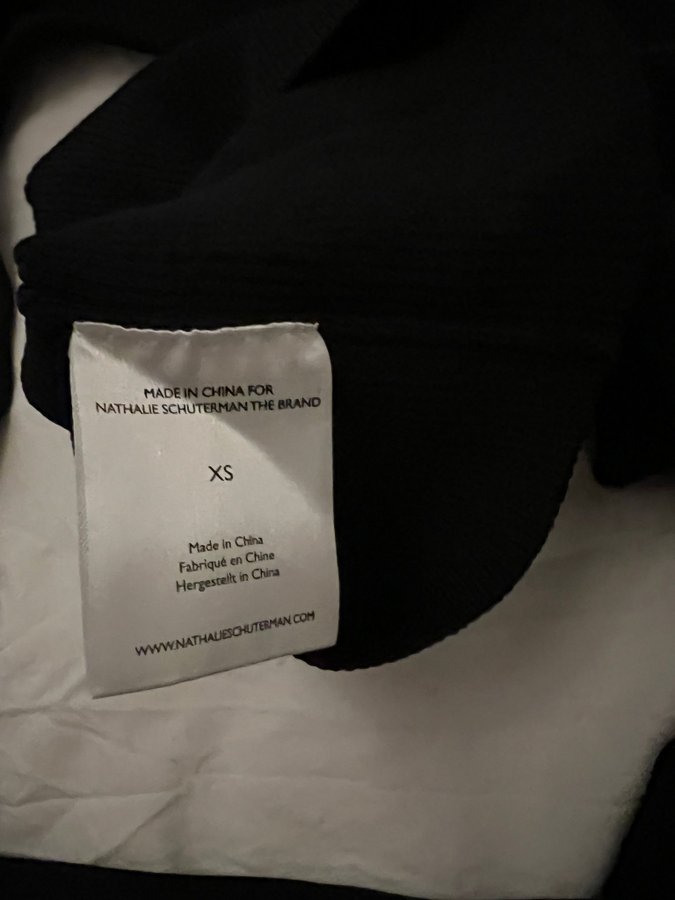 MADE IN CHINA FOR
NATHALIE SCHUTERMAN THE BRAND
XS
Made in China
Fabriqué en Chine
Hergestellt in China
WWW.NATHALIESCHUTERMAN.COM